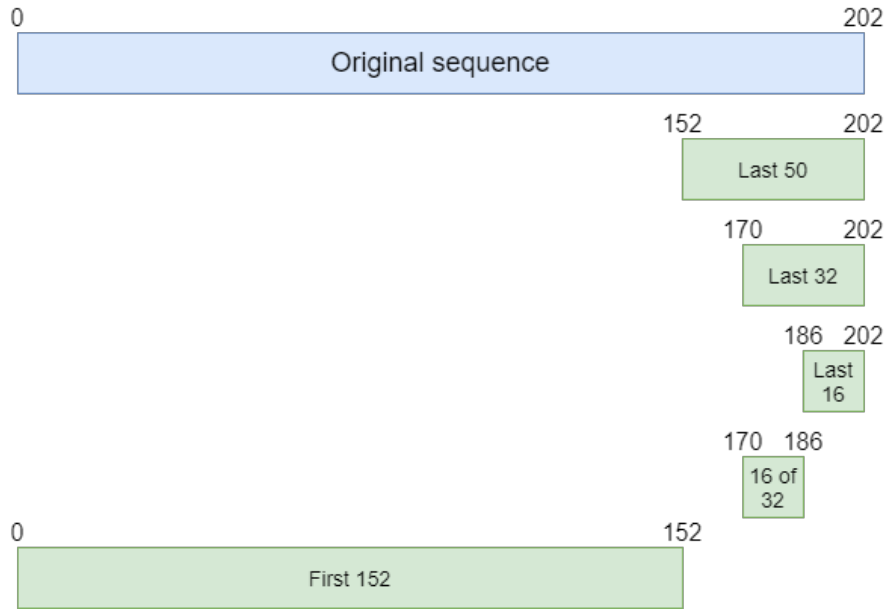 0 202
Original sequence
152 202
Last 50
170 202
Last 32
186 202
Last
16
170 186
16 of
32
0 152
First 152